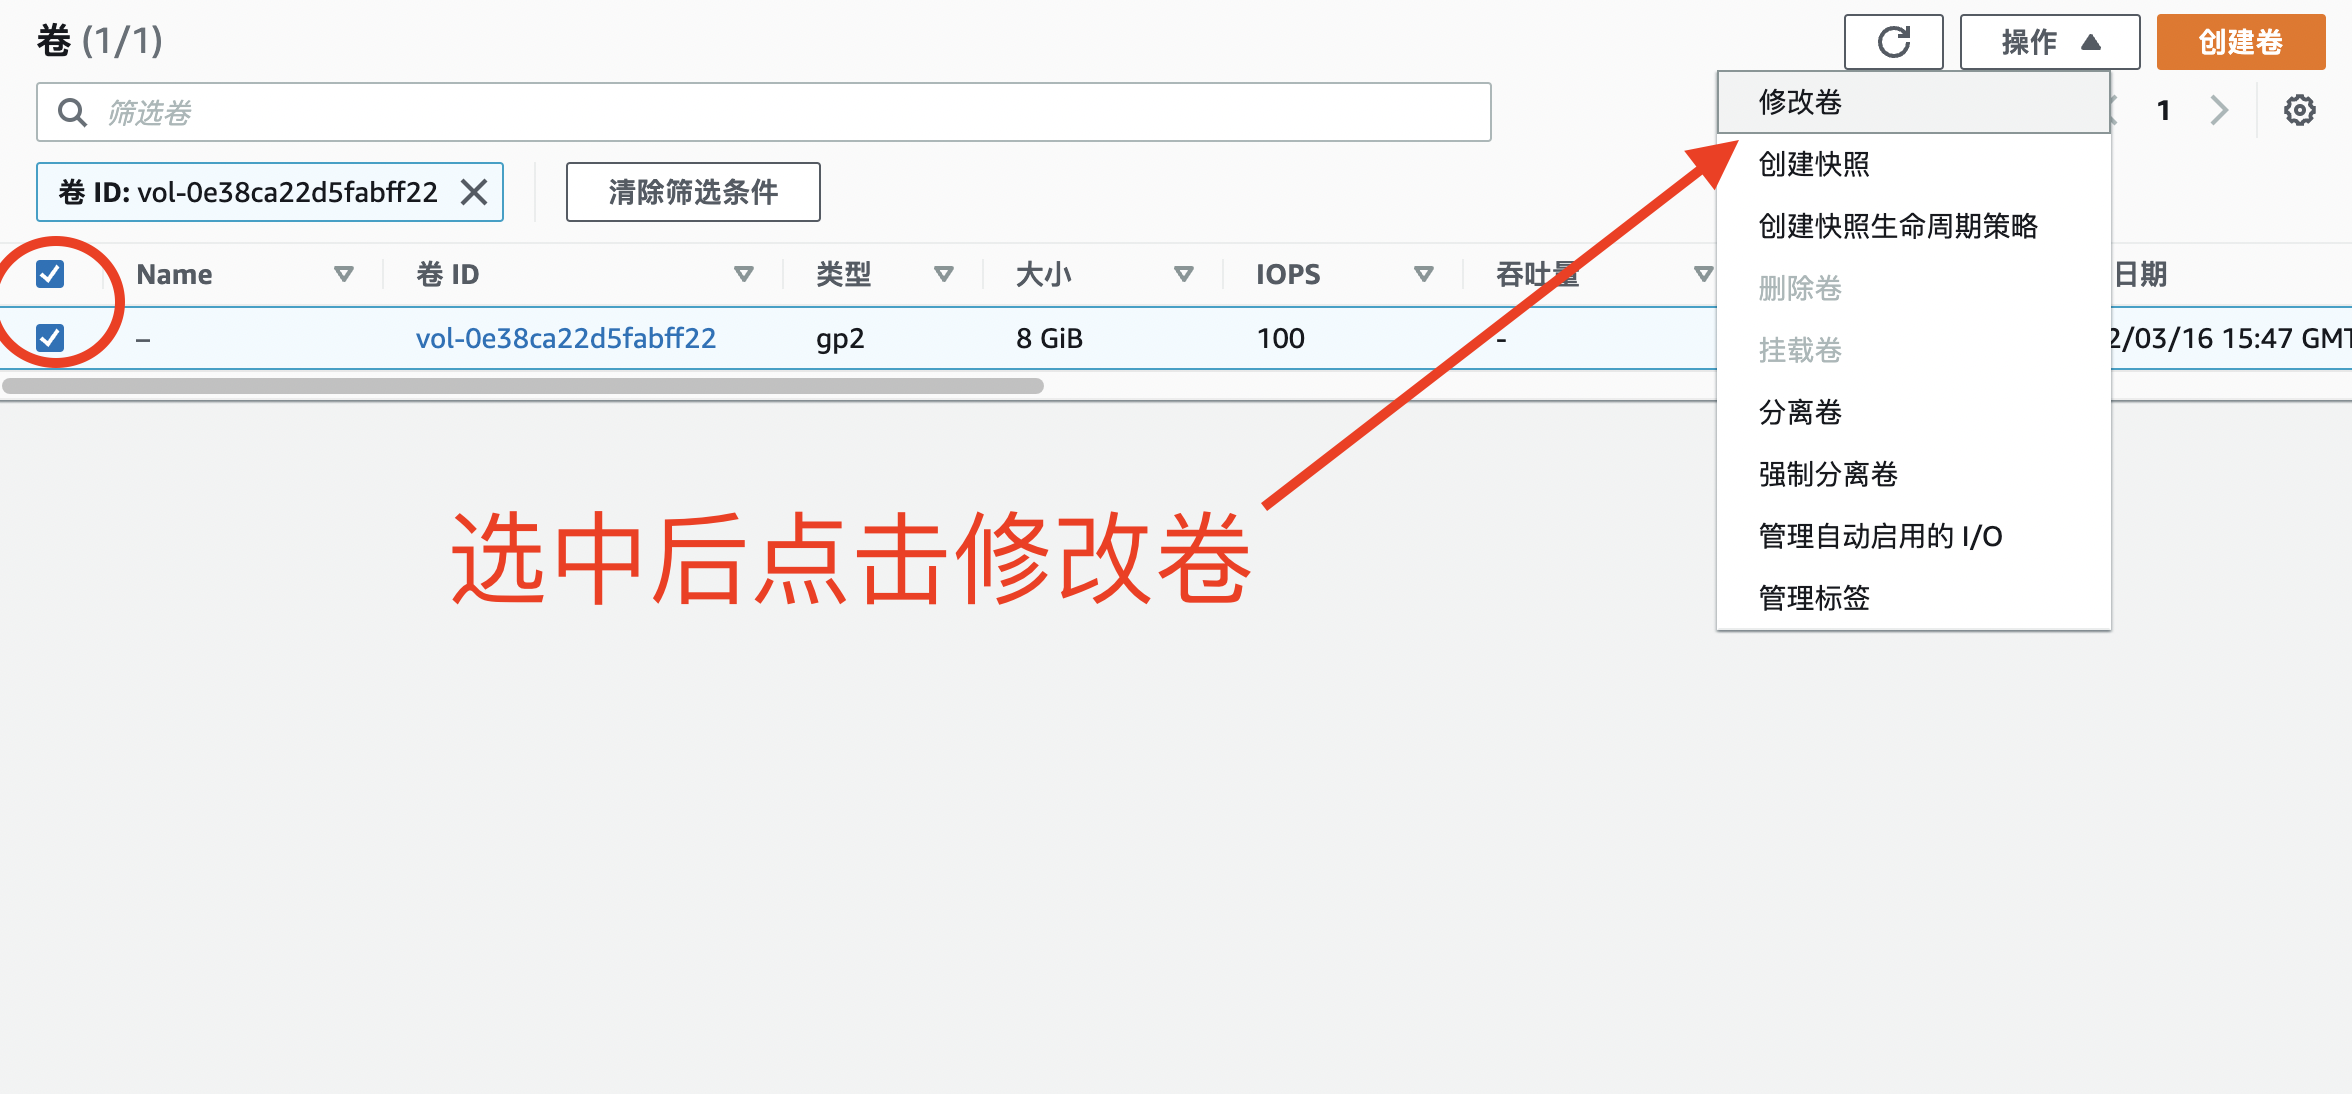 卷 (1/1)
操作
创建卷
筛选卷
1
卷 ID: vol-0e38ca22d5fabff22
清除筛选条件
Name 卷 ID 类型 大小 IOPS 吞吐量 日期
– vol-0e38ca22d5fabff22 gp2 8 GiB 100 - 2/03/16 15:47 GMT
修改卷
创建快照
创建快照生命周期策略
删除卷
挂载卷
分离卷
强制分离卷
管理自动启用的 I/O
管理标签
选中后点击修改卷